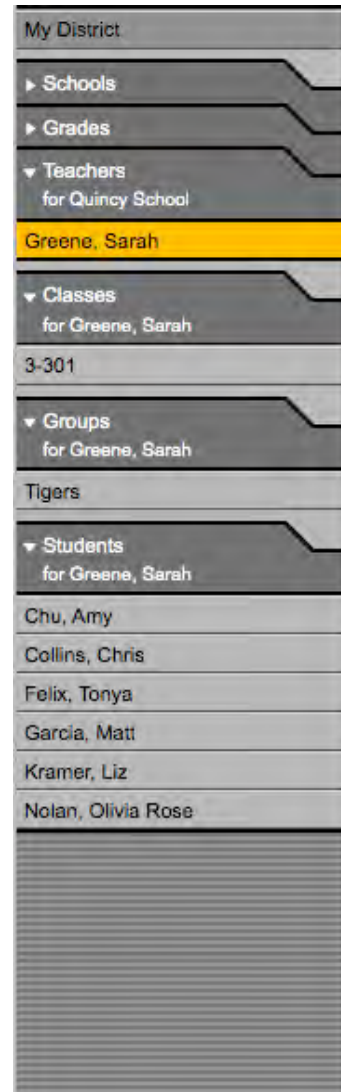 My District
Schools
Grades
Teachers
for Quincy School
Greene, Sarah
Classes
for Greene, Sarah
3-301
Groups
for Greene, Sarah
Tigers
Students
for Greene, Sarah
Chu, Amy
Collins, Chris
Felix, Tonya
Garcia, Matt
Kramer, Liz
Nolan, Olivia Rose